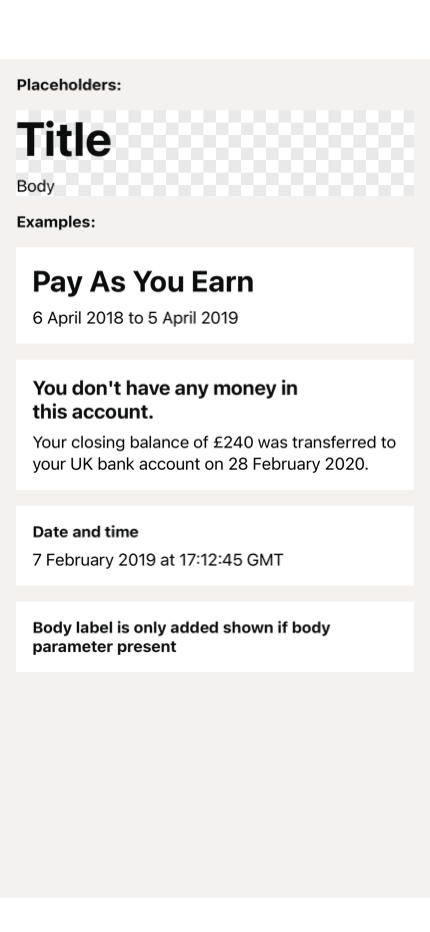 Placeholders:
Title
Body
Examples:
Pay As You Earn
6 April 2018 to 5 April 2019
You don't have any money in
this account.
Your closing balance of £240 was transferred to
your UK bank account on 28 February 2020.
Date and time
7 February 2019 at 17:12:45 GMT
Body label is only added shown if body
parameter present